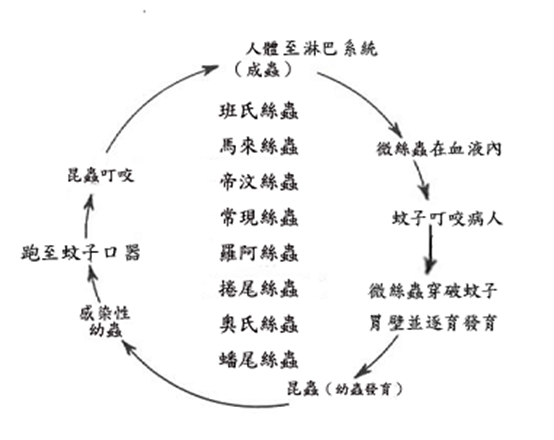 人體至淋巴系統
（成蟲）
微絲蟲在血液內
蚊子叮咬病人
微絲蟲穿破蚊子
胃壁並逐育發育
昆蟲（幼蟲發育）
感染性
幼蟲
跑至蚊子口器
昆蟲叮咬
班氏絲蟲
馬來絲蟲
帝汶絲蟲
常現絲蟲
羅阿絲蟲
捲尾絲蟲
奧氏絲蟲
蟠尾絲蟲